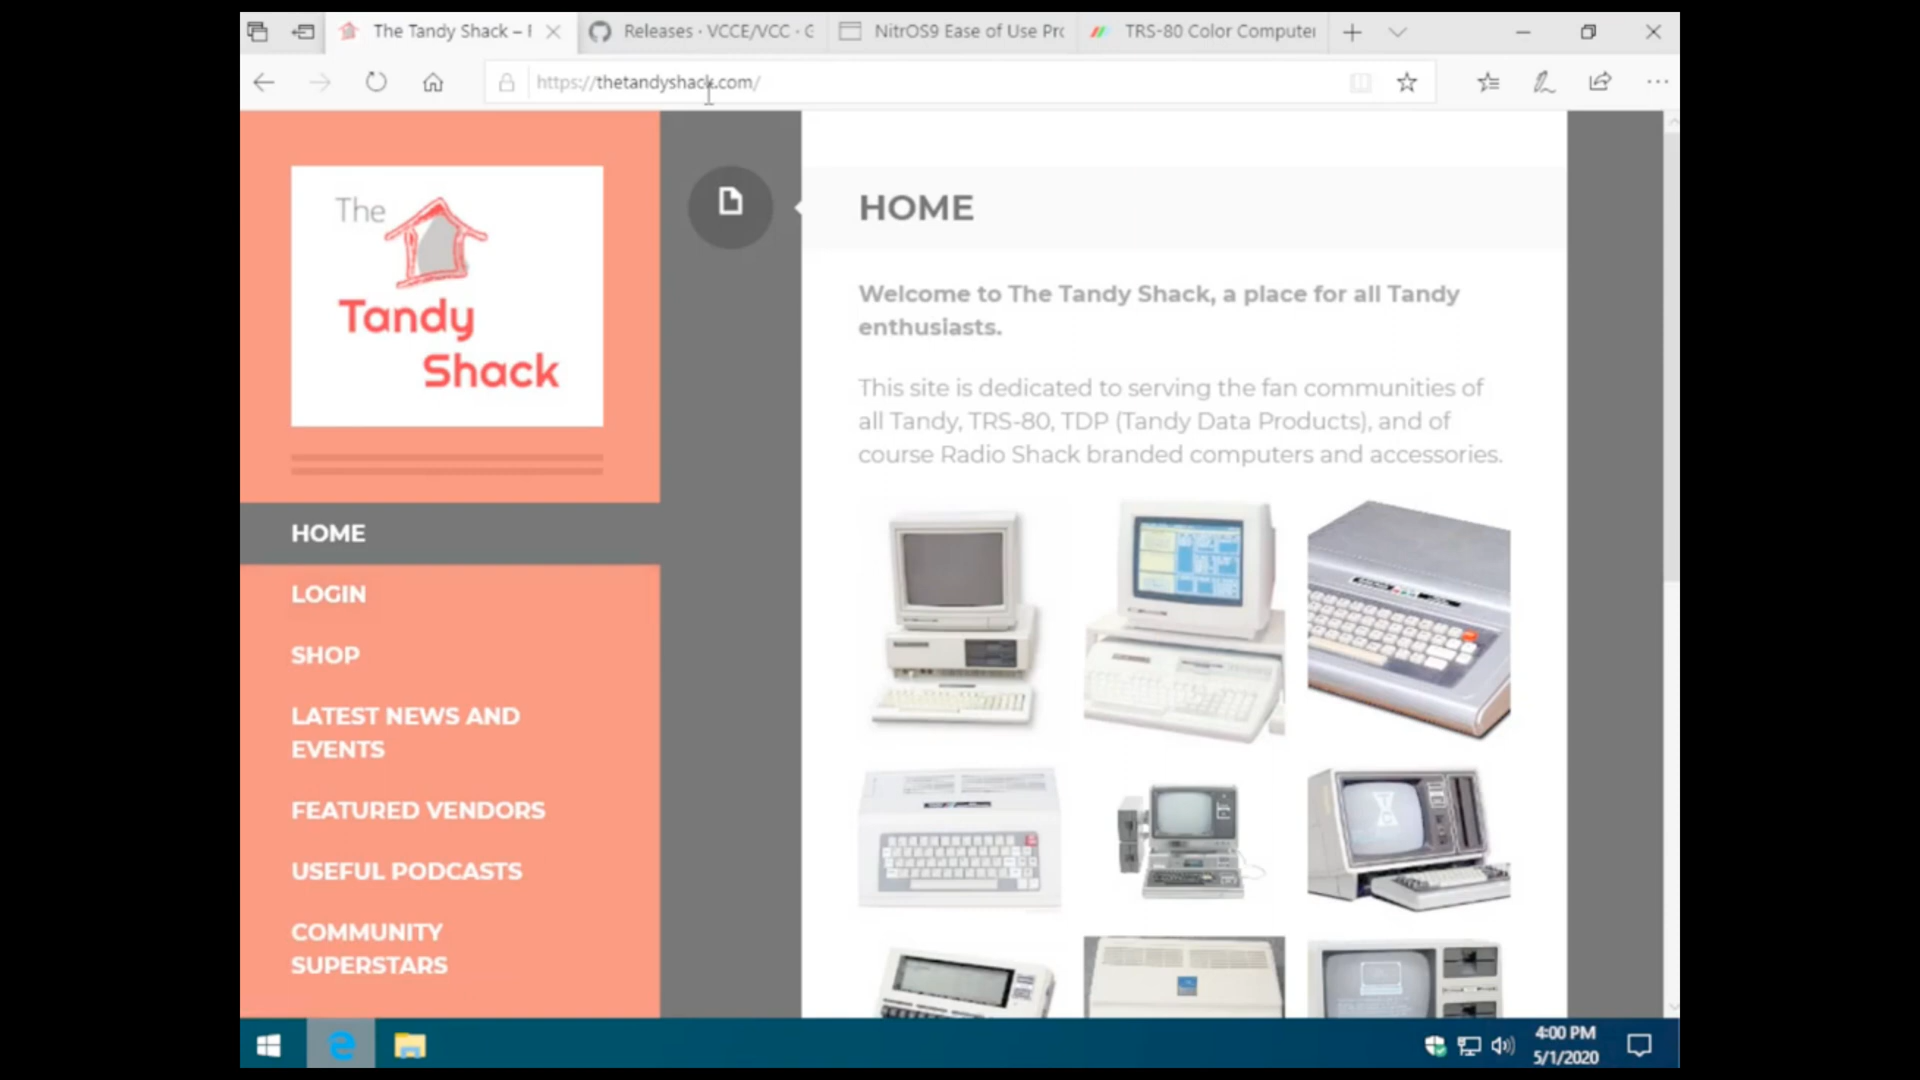 The Tandy Shack – F
Releases · VCCE/VCC · G
NitrOS9 Ease of Use Pro
TRS-80 Color Computer
https://thetandyshack.com/
The
Tandy
Shack
HOME
LOGIN
SHOP
LATEST NEWS AND
EVENTS
FEATURED VENDORS
USEFUL PODCASTS
COMMUNITY
SUPERSTARS
HOME
Welcome to The Tandy Shack, a place for all Tandy
enthusiasts.
This site is dedicated to serving the fan communities of
all Tandy, TRS-80, TDP (Tandy Data Products), and of
course Radio Shack branded computers and accessories.
4:00 PM
5/1/2020